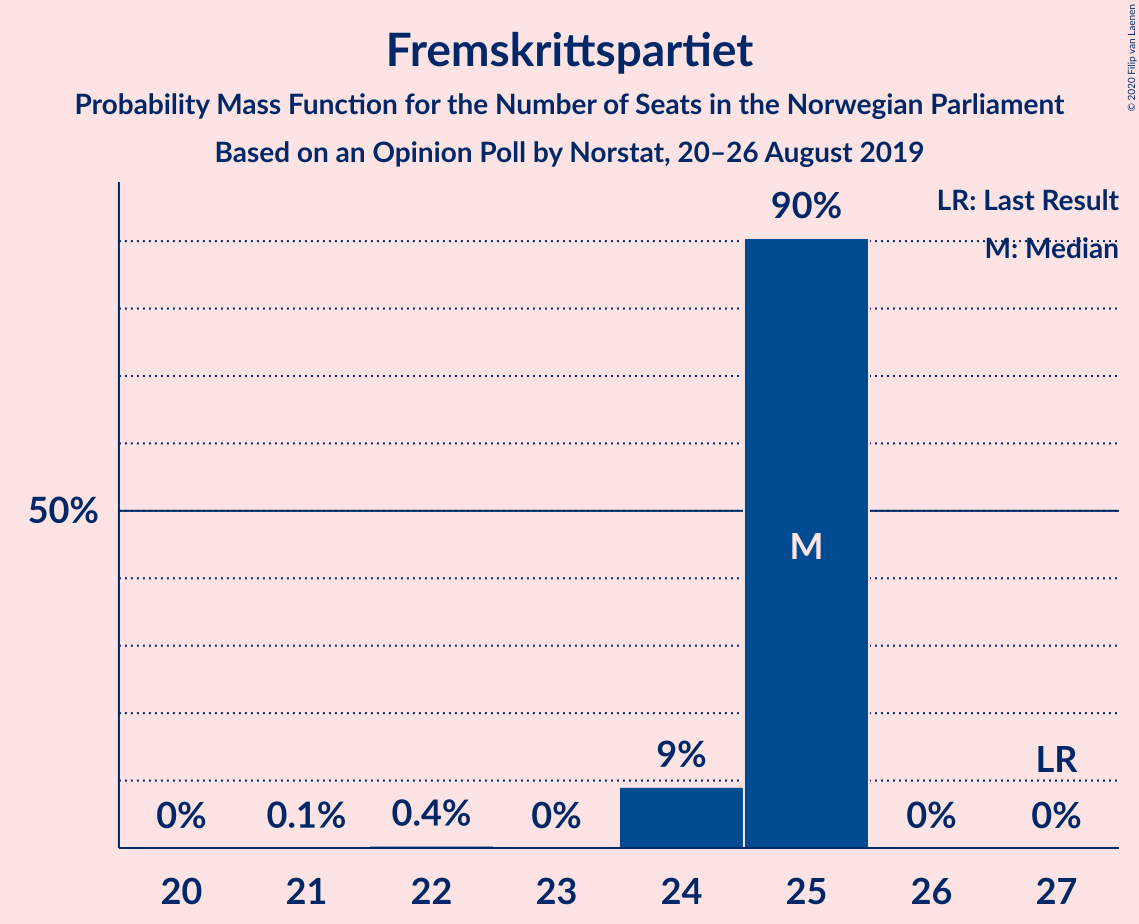 Fremskrittspartiet
Probability Mass Function for the Number of Seats in the Norwegian Parliament
Based on an Opinion Poll by Norstat, 20–26 August 2019
© 2020 Filip van Laenen
LR: Last Result
M: Median
90%
50%
M
9%
LR
0% 0.1% 0.4% 0% 0% 0%
20 21 22 23 24 25 26 27